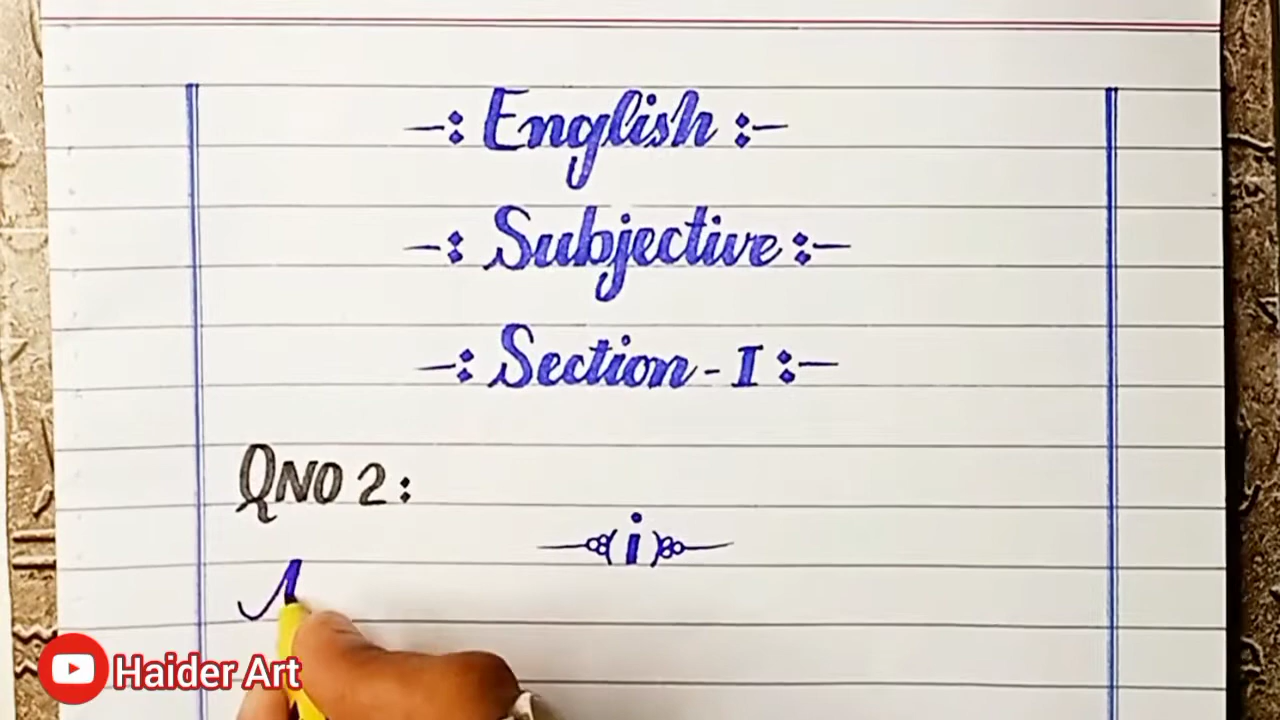 -: English :-
-: Subjective :-
-: Section - I :-
QNO 2 :
(i)
Haider Art